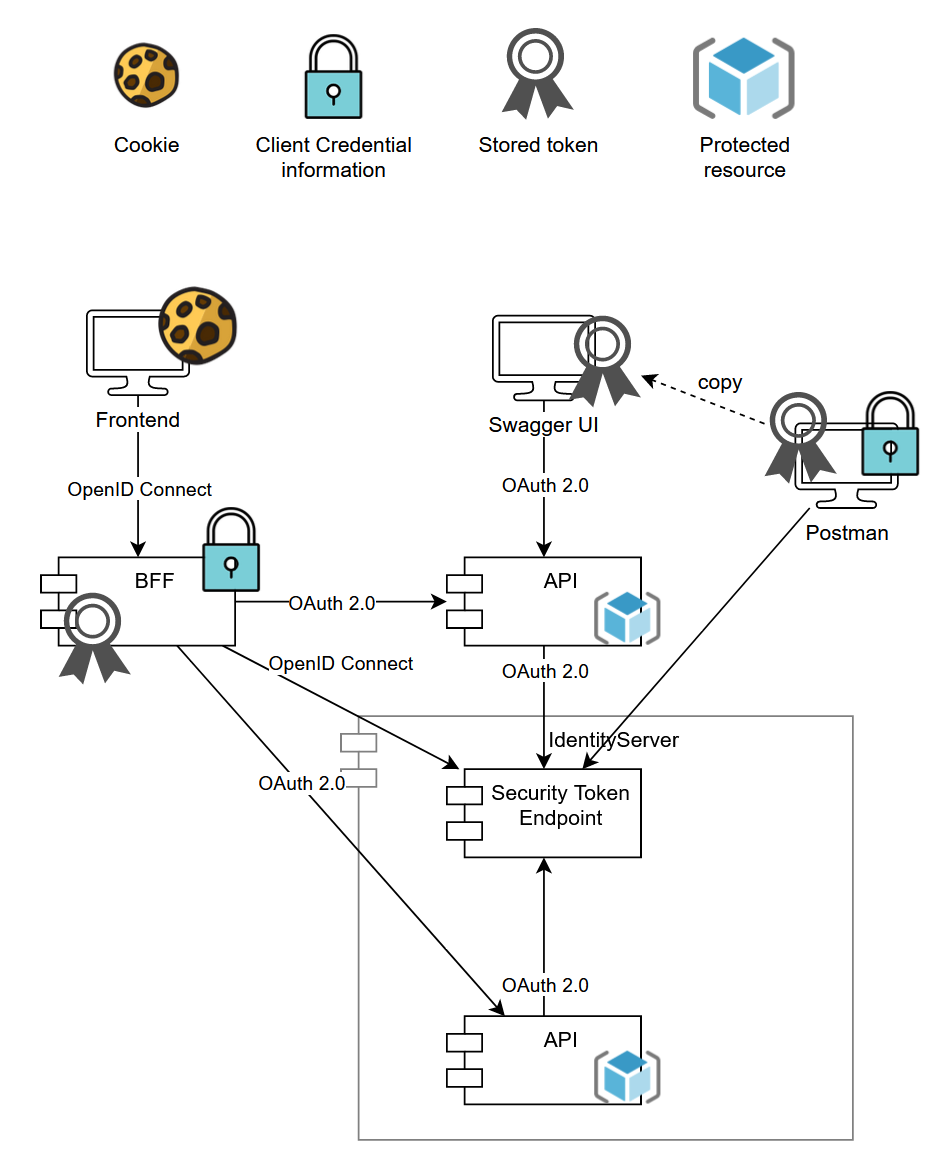 Cookie
Client Credential
information
Stored token
Protected
resource
copy
Frontend
Swagger UI
OpenID Connect
OAuth 2.0
Postman
BFF
API
OAuth 2.0
OpenID Connect
OAuth 2.0
IdentityServer
OAuth 2.0
Security Token
Endpoint
OAuth 2.0
API